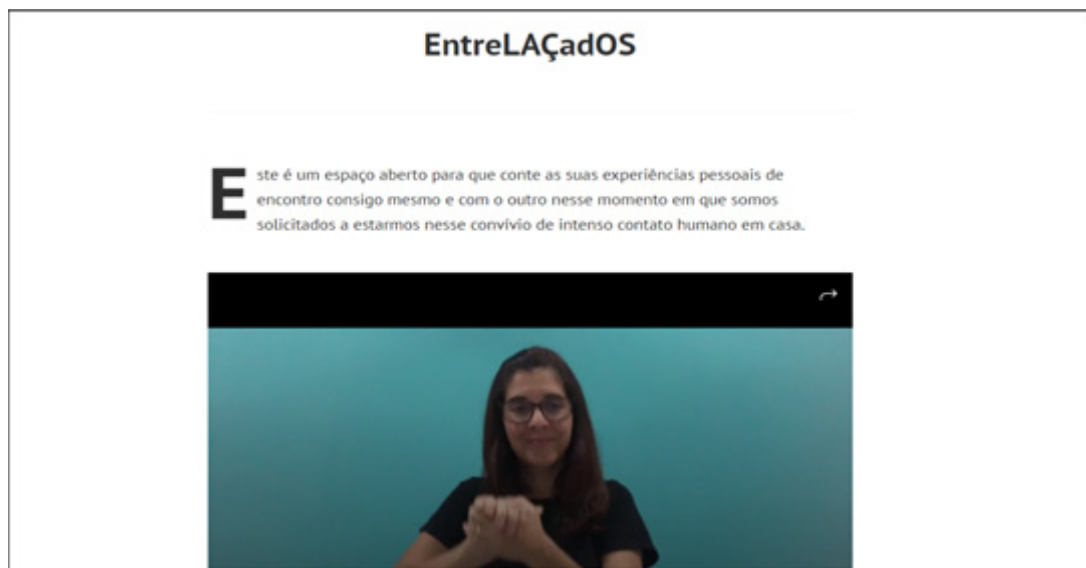 EntreLAÇadOS
Este é um espaço aberto para que conte as suas experiências pessoais de
encontro consigo mesmo e com o outro nesse momento em que somos
solicitados a estarmos nesse convívio de intenso contato humano em casa.